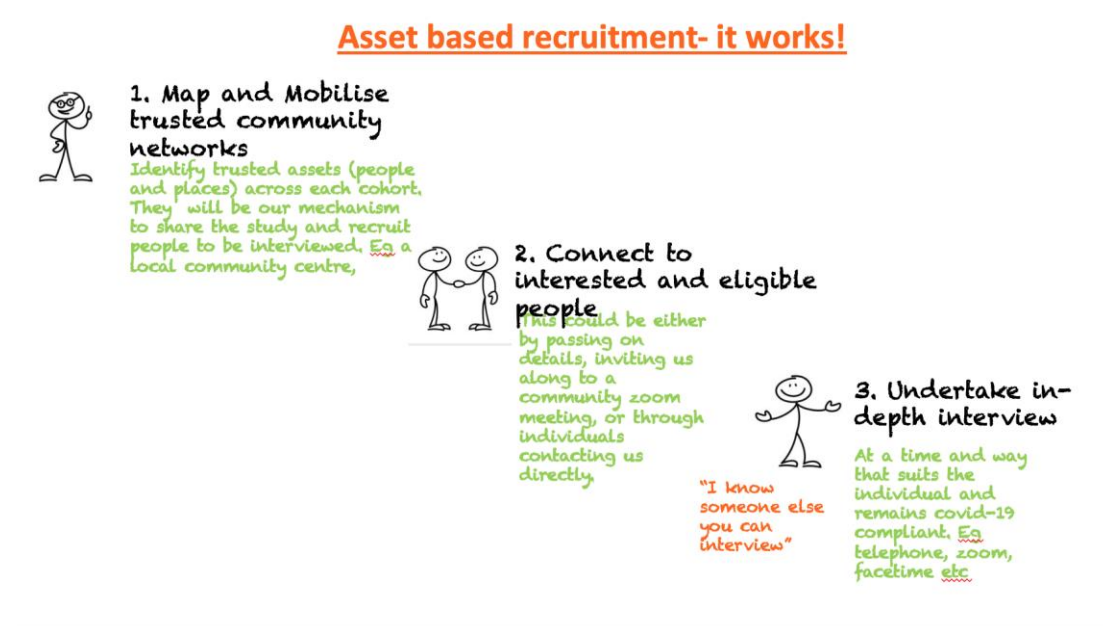 Asset based recruitment- it works!
1. Map and Mobilise
trusted community
networks
Identify trusted assets (people
and places) across each cohort.
They  will be our mechanism
to share the study and recruit
people to be interviewed. Eg a
local community centre,
2. Connect to
interested and eligible
people
This could be either
by passing on
details, inviting us
along to a
community zoom
meeting, or through
individuals
contacting us
directly.
3. Undertake in-
depth interview
At a time and way
that suits the
individual and
remains covid-19
compliant. Eg
telephone, zoom,
facetime etc
"I know
someone else
you can
interview"